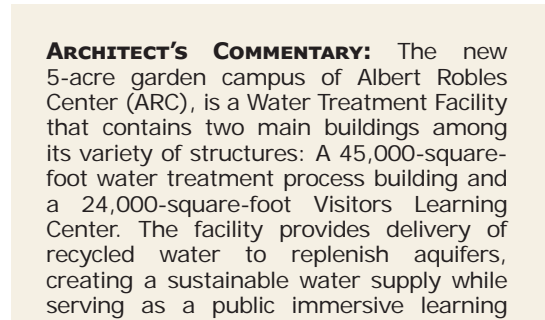 ARCHITECT'S COMMENTARY: The new
5-acre garden campus of Albert Robles
Center (ARC), is a Water Treatment Facility
that contains two main buildings among
its variety of structures: A 45,000-square-
foot water treatment process building and
a 24,000-square-foot Visitors Learning
Center. The facility provides delivery of
recycled water to replenish aquifers,
creating a sustainable water supply while
serving as a public immersive learning